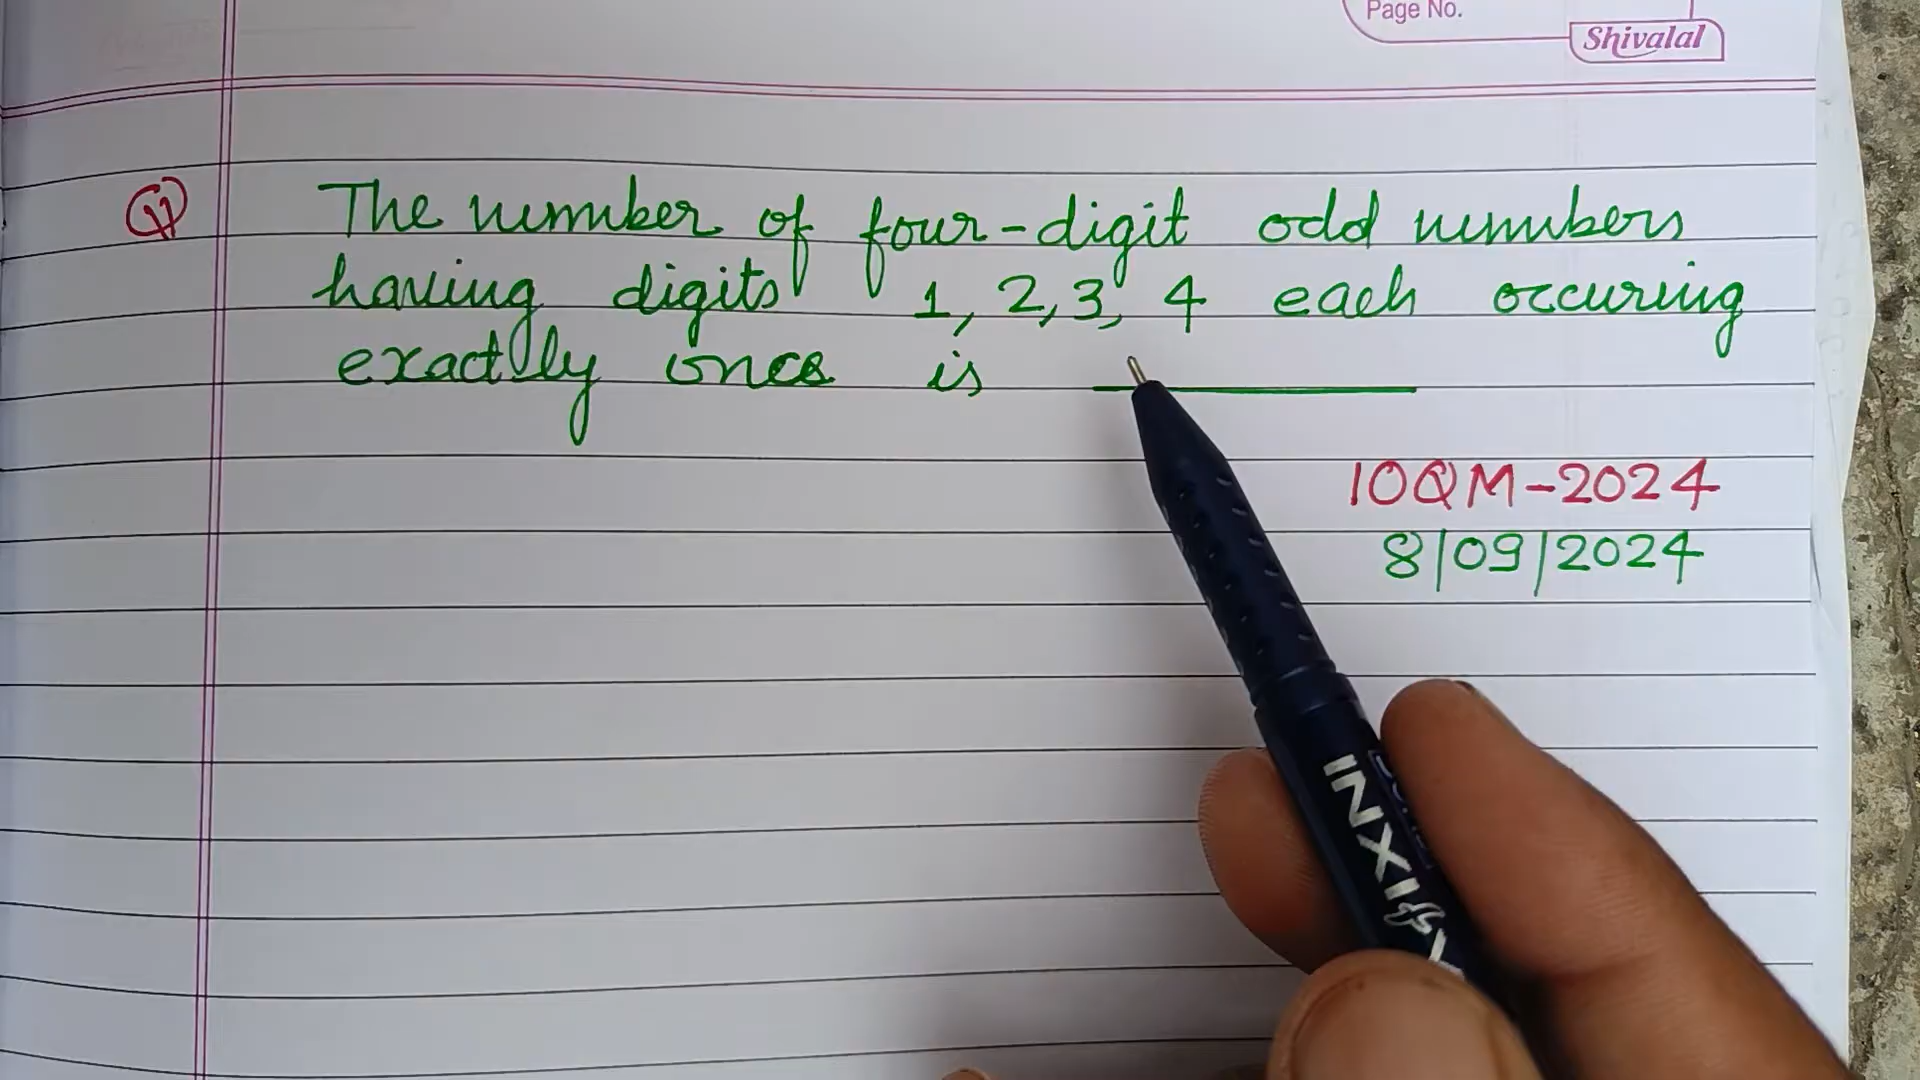 Page No.
Shivalal
Q The number of four-digit odd numbers
having digits 1, 2, 3, 4 each occuring
exactly once is
IOQM-2024
8/09/2024
INXI